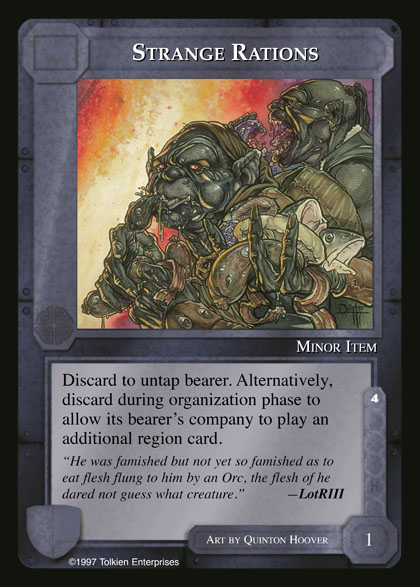 Strange Rations
Minor Item
Discard to untap bearer. Alternatively,
discard during organization phase to
allow its bearer's company to play an
additional region card.
4
“He was famished but not yet so famished as to
eat flesh flung to him by an Orc, the flesh of he
dared not guess what creature.” —LotRIII
H
Art by Quinton Hoover
1
©1997 Tolkien Enterprises